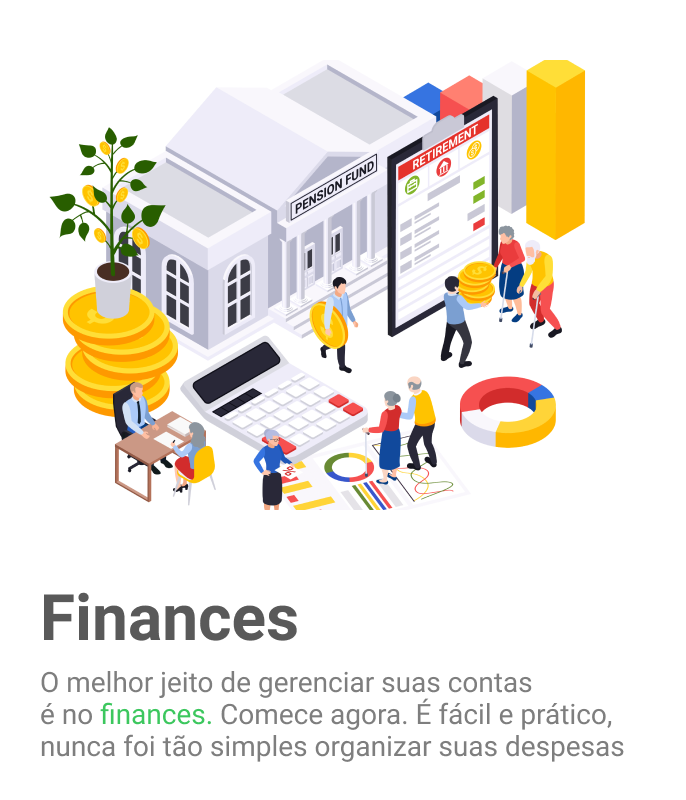 RETIREMENT
PENSION FUND
%
Finances
O melhor jeito de gerenciar suas contas
é no finances. Comece agora. É fácil e prático,
nunca foi tão simples organizar suas despesas